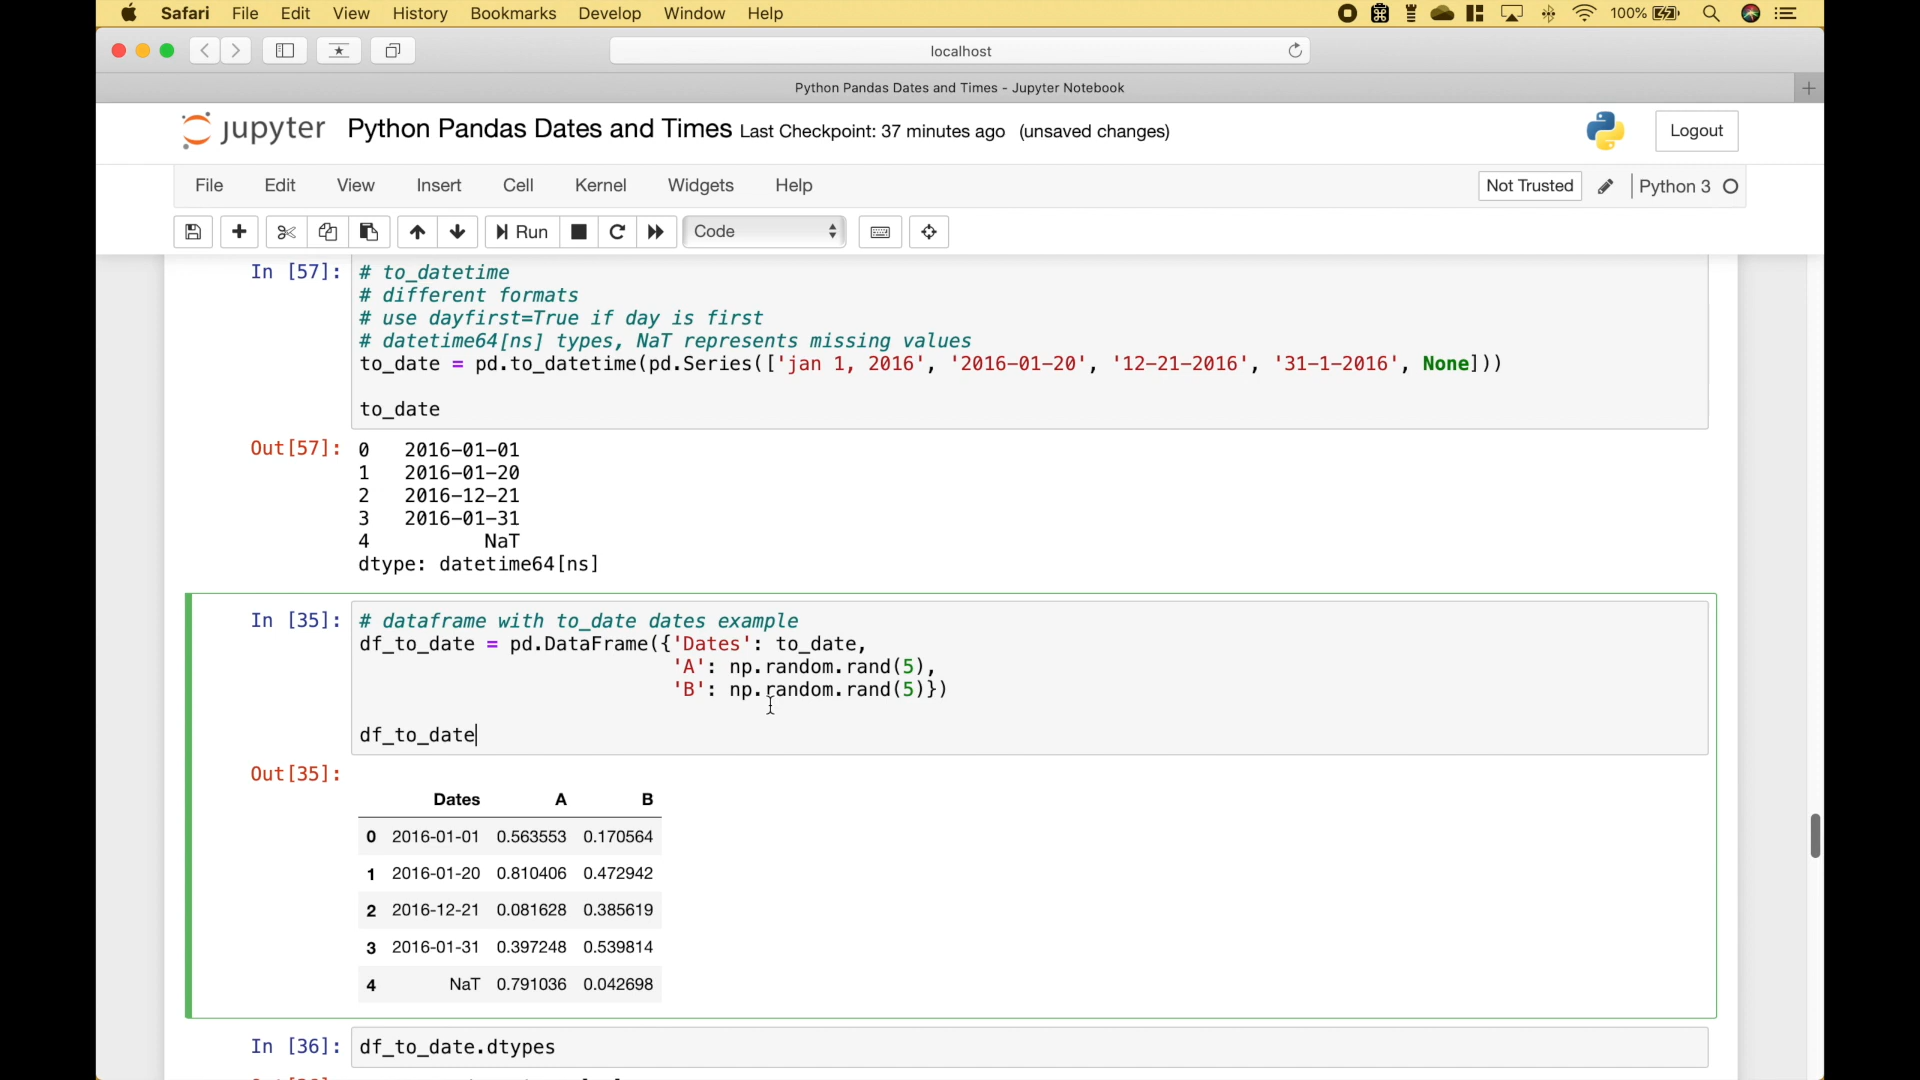 Safari File Edit View History Bookmarks Develop Window Help 100%
localhost
Python Pandas Dates and Times - Jupyter Notebook
jupyter Python Pandas Dates and Times Last Checkpoint: 37 minutes ago (unsaved changes) Logout
File Edit View Insert Cell Kernel Widgets Help Not Trusted Python 3
Run Code
In [57]: # to_datetime
# different formats
# use dayfirst=True if day is first
# datetime64[ns] types, NaT represents missing values
to_date = pd.to_datetime(pd.Series(['jan 1, 2016', '2016-01-20', '12-21-2016', '31-1-2016', None]))
to_date
Out[57]: 0 2016-01-01
1 2016-01-20
2 2016-12-21
3 2016-01-31
4 NaT
dtype: datetime64[ns]
In [35]: # dataframe with to_date dates example
df_to_date = pd.DataFrame({'Dates': to_date,
'A': np.random.rand(5),
'B': np.random.rand(5)})
df_to_date
Out[35]:
Dates A B
0 2016-01-01 0.563553 0.170564
1 2016-01-20 0.810406 0.472942
2 2016-12-21 0.081628 0.385619
3 2016-01-31 0.397248 0.539814
4 NaT 0.791036 0.042698
In [36]: df_to_date.dtypes